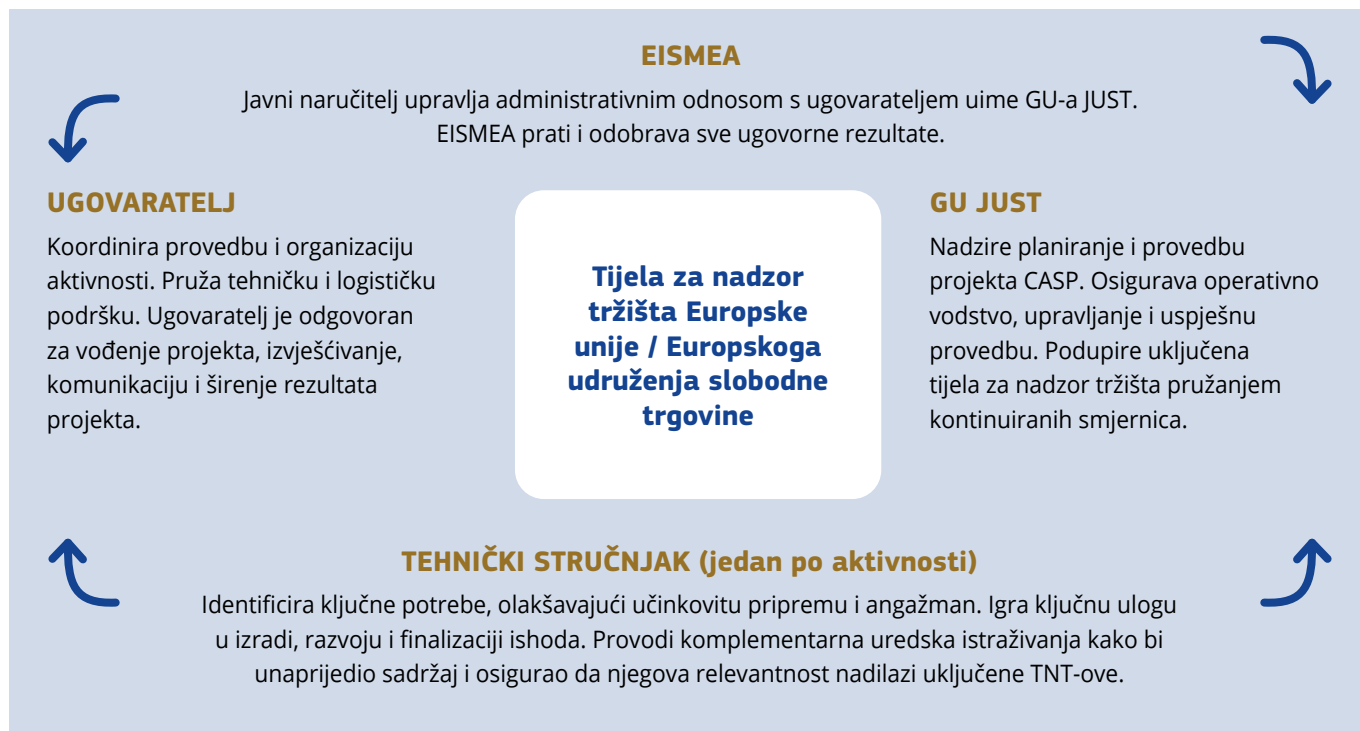 EISMEA
Javni naručitelj upravlja administrativnim odnosom s ugovarateljem uime GU-a JUST.
EISMEA prati i odobrava sve ugovorne rezultate.
UGOVARATELJ
Koordinira provedbu i organizaciju
aktivnosti. Pruža tehničku i logističku
podršku. Ugovaratelj je odgovoran
za vođenje projekta, izvješćivanje,
komunikaciju i širenje rezultata
projekta.
Tijela za nadzor
tržišta Europske
unije / Europskoga
udruženja slobodne
trgovine
GU JUST
Nadzire planiranje i provedbu
projekta CASP. Osigurava operativno
vodstvo, upravljanje i uspješnu
provedbu. Podupire uključena
tijela za nadzor tržišta pružanjem
kontinuiranih smjernica.
TEHNIČKI STRUČNJAK (jedan po aktivnosti)
Identificira ključne potrebe, olakšavajući učinkovitu pripremu i angažman. Igra ključnu ulogu
u izradi, razvoju i finalizaciji ishoda. Provodi komplementarna uredska istraživanja kako bi
unaprijedio sadržaj i osigurao da njegova relevantnost nadilazi uključene TNT-ove.